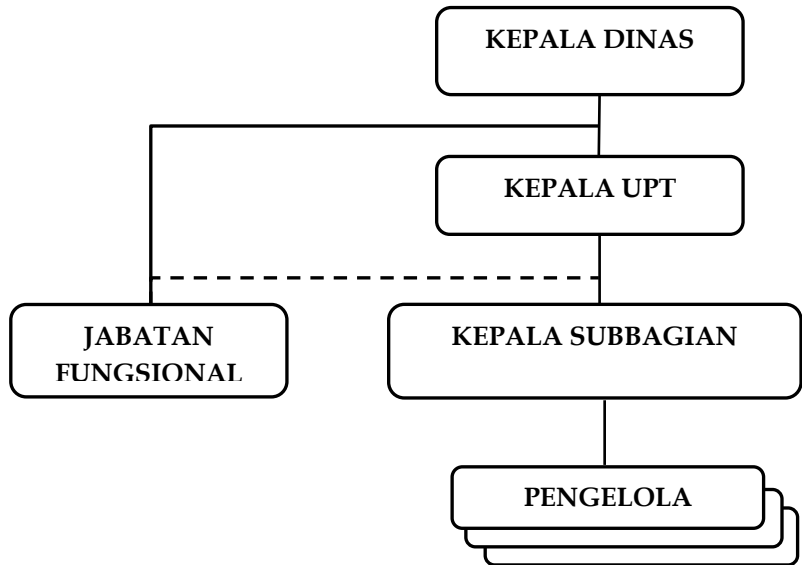 KEPALA DINAS
KEPALA UPT
JABATAN
FUNGSIONAL
KEPALA SUBBAGIAN
PENGELOLA